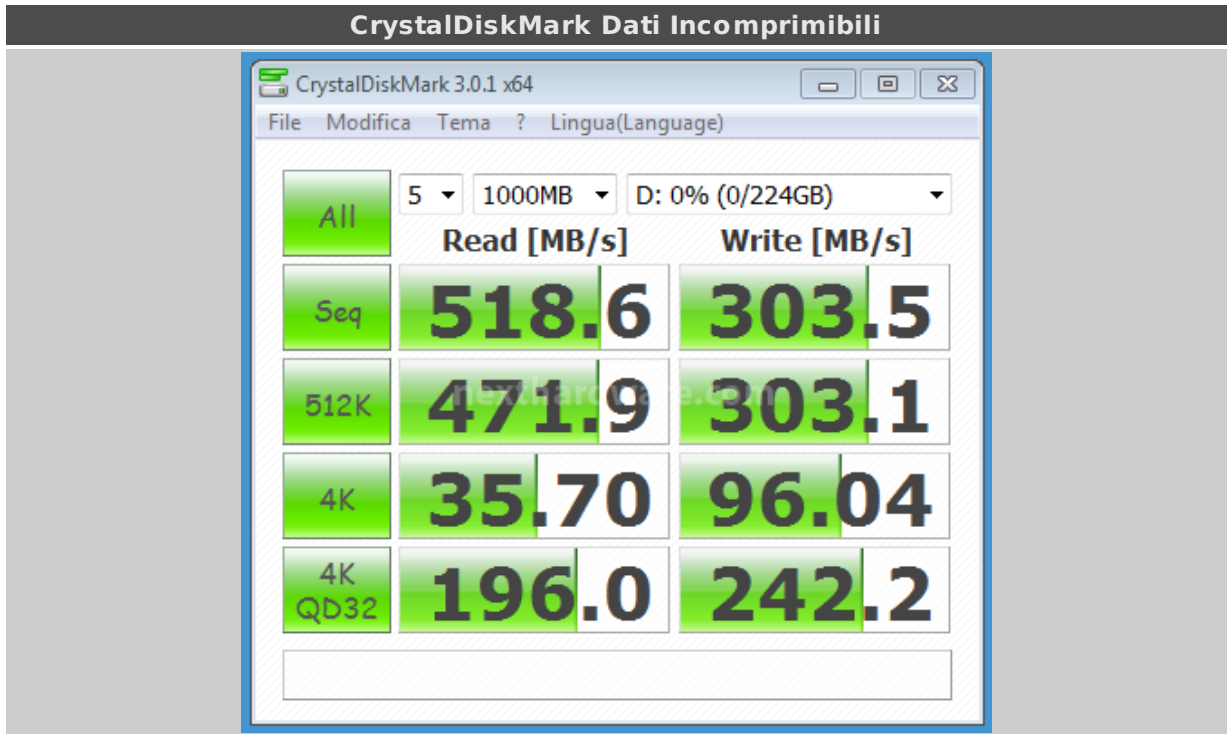 CrystalDiskMark Dati Incomprimibili
CrystalDiskMark 3.0.1 x64
File Modifica Tema ? Lingua(Language)
All 5 1000MB D: 0% (0/224GB)
Read [MB/s] Write [MB/s]
Seq 518.6 303.5
512K 471.9 303.1
nexthardware.com
4K 35.70 96.04
4K QD32 196.0 242.2